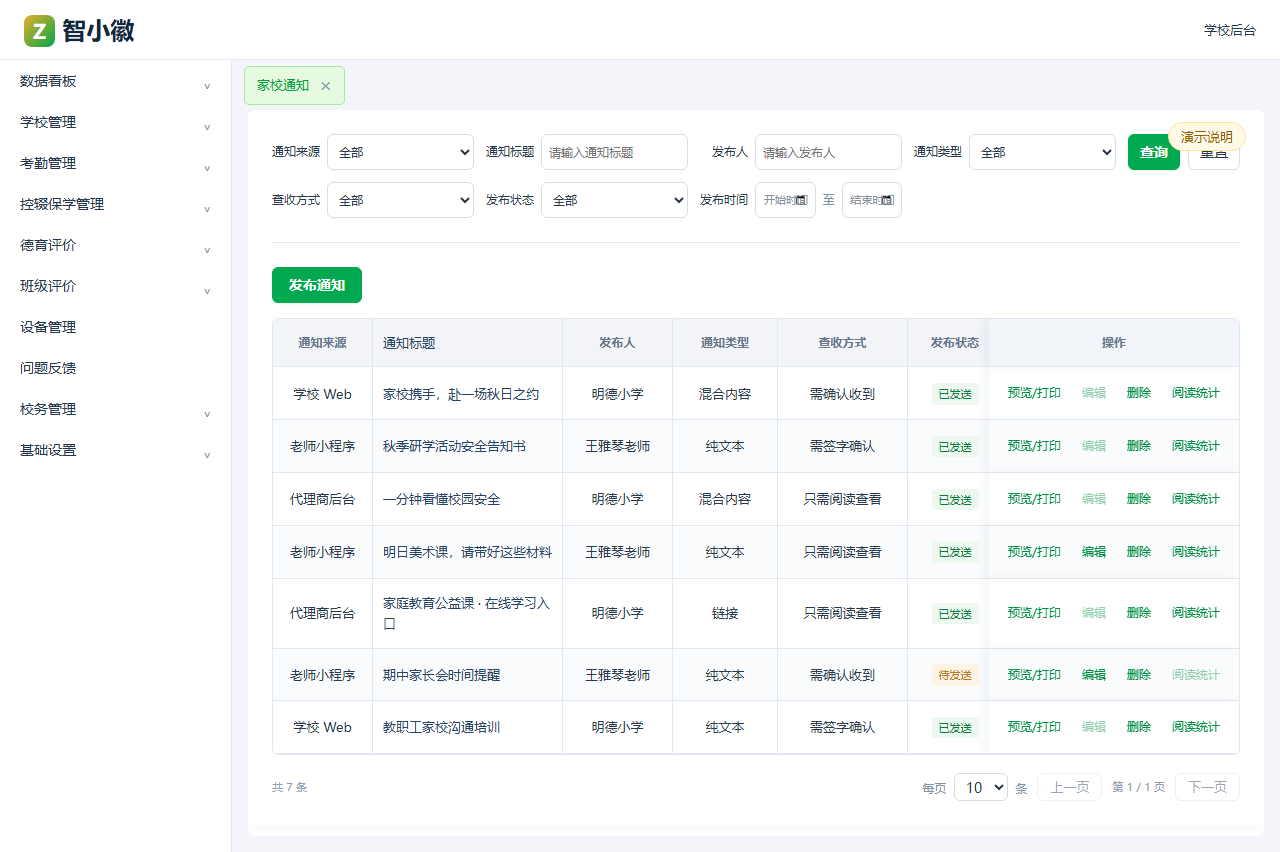 Z 智小徽
学校后台
数据看板
学校管理
考勤管理
控辍保学管理
德育评价
班级评价
设备管理
问题反馈
校务管理
基础设置
家校通知 ×
演示说明
通知来源 全部 通知标题 请输入通知标题 发布人 请输入发布人 通知类型 全部 查询 重置
查收方式 全部 发布状态 全部 发布时间 开始时 至 结束时
发布通知
通知来源 通知标题 发布人 通知类型 查收方式 发布状态 操作
学校 Web 家校携手，赴一场秋日之约 明德小学 混合内容 需确认收到 已发送 预览/打印 编辑 删除 阅读统计
老师小程序 秋季研学活动安全告知书 王雅琴老师 纯文本 需签字确认 已发送 预览/打印 编辑 删除 阅读统计
代理商后台 一分钟看懂校园安全 明德小学 混合内容 只需阅读查看 已发送 预览/打印 编辑 删除 阅读统计
老师小程序 明日美术课，请带好这些材料 王雅琴老师 纯文本 只需阅读查看 已发送 预览/打印 编辑 删除 阅读统计
代理商后台 家庭教育公益课 · 在线学习入口 明德小学 链接 只需阅读查看 已发送 预览/打印 编辑 删除 阅读统计
老师小程序 期中家长会时间提醒 王雅琴老师 纯文本 需确认收到 待发送 预览/打印 编辑 删除 阅读统计
学校 Web 教职工家校沟通培训 明德小学 纯文本 需签字确认 已发送 预览/打印 编辑 删除 阅读统计
共 7 条 每页 10 条 上一页 第 1 / 1 页 下一页